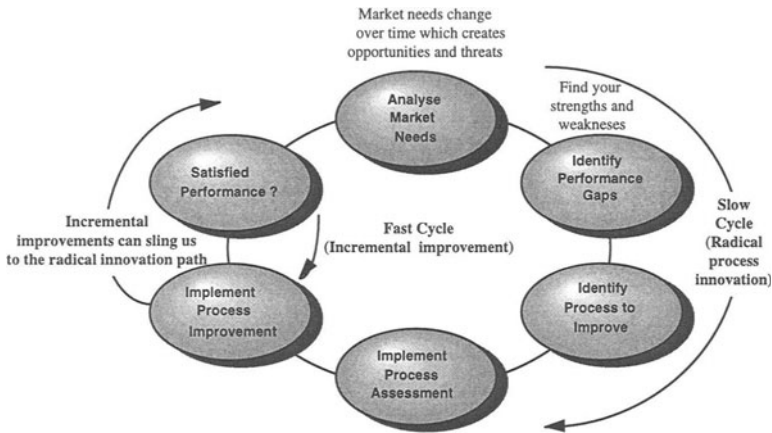 Market needs change
over time which creates
opportunities and threats
Analyse
Market
Needs
Find your
strengths and
weakneses
Identify
Performance
Gaps
Slow
Cycle
(Radical
process
innovation)
Identify
Process to
Improve
Implement
Process
Assessment
Implement
Process
Improvement
Satisfied
Performance ?
Incremental
improvements can sling us
to the radical innovation path
Fast Cycle
(Incremental improvement)